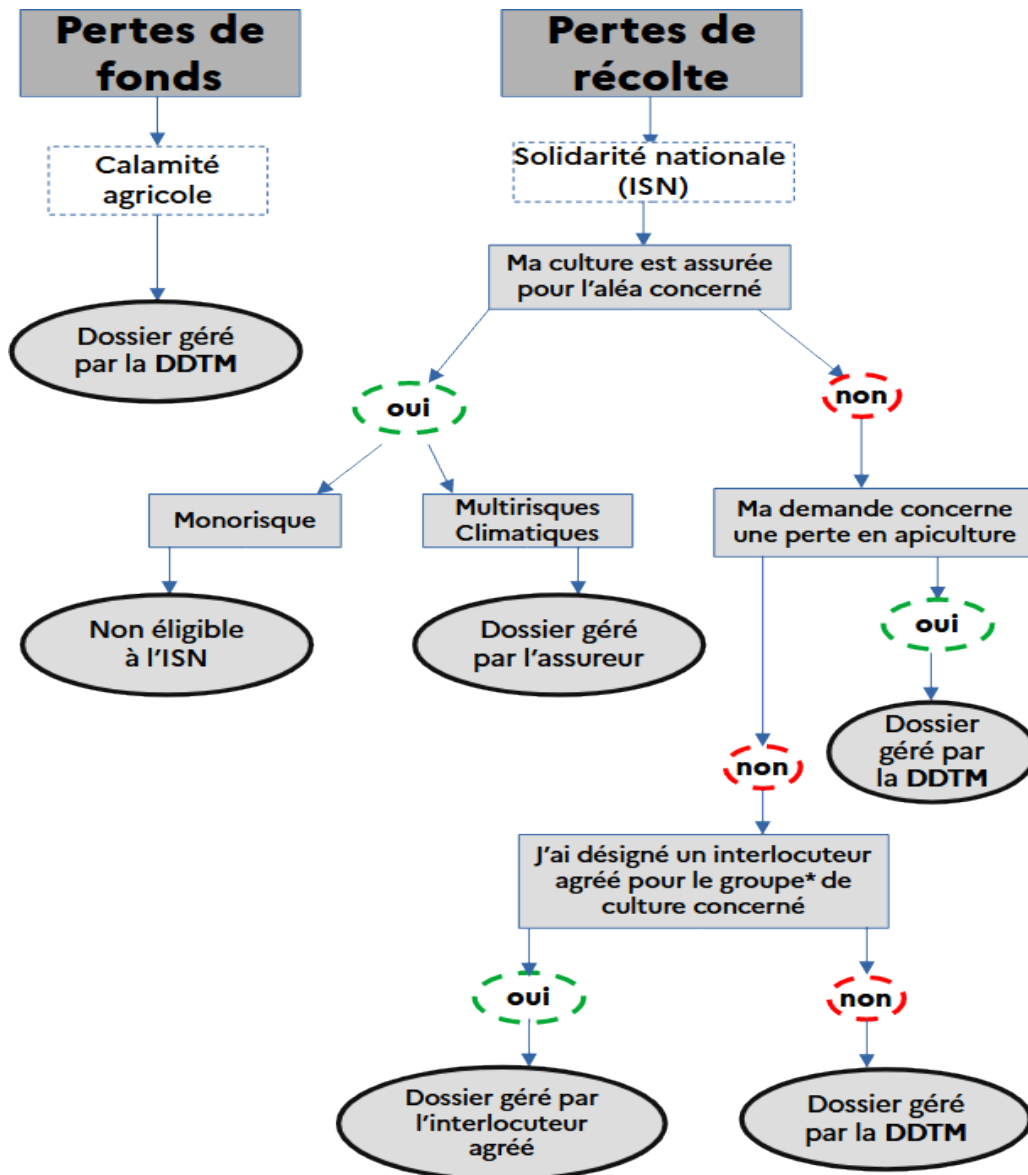 Pertes de
fonds
Pertes de
récolte
Calamité
agricole
Solidarité nationale
(ISN)
Ma culture est assurée
pour l'aléa concerné
Dossier géré
par la DDTM
oui
non
Monorisque
Multirisques
Climatiques
Ma demande concerne
une perte en apiculture
Non éligible
à l'ISN
Dossier géré
par l'assureur
oui
Dossier
géré par
la DDTM
non
J'ai désigné un interlocuteur
agréé pour le groupe* de
culture concerné
oui
non
Dossier géré par
l'interlocuteur
agréé
Dossier géré
par la DDTM